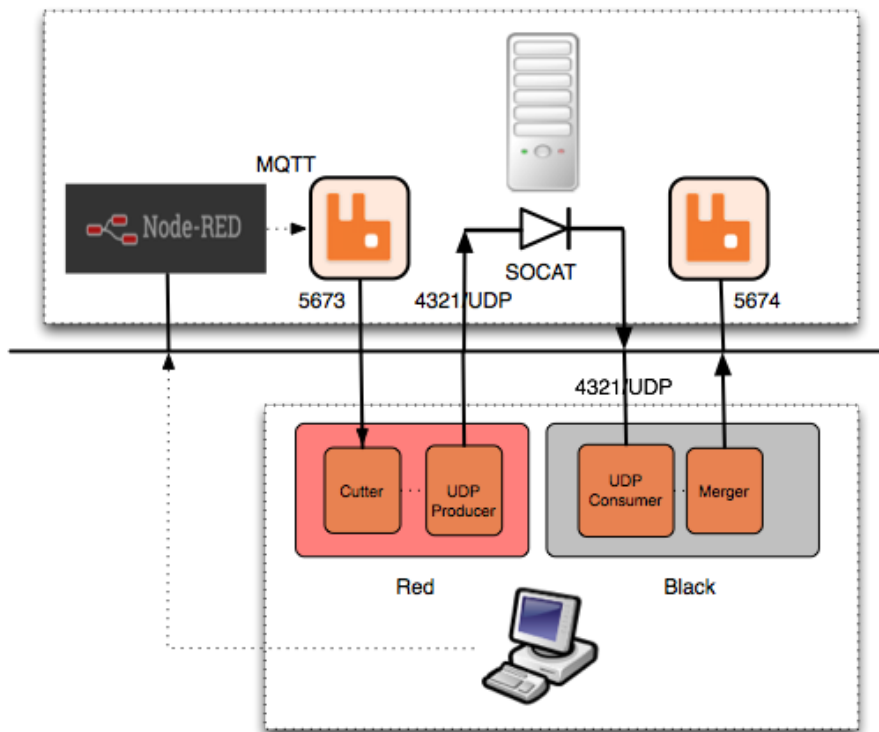 MQTT
Node-RED
SOCAT
5673
4321/UDP
5674
4321/UDP
Cutter
UDP
Producer
UDP
Consumer
Merger
Red
Black